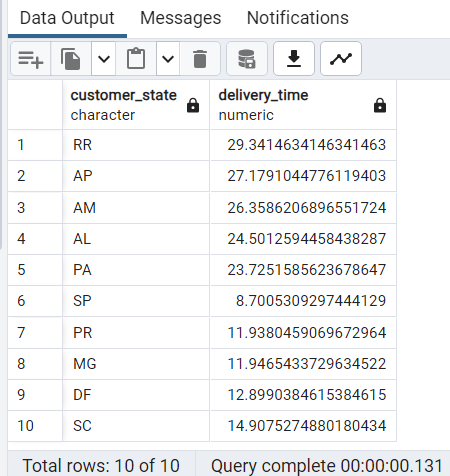 Data Output Messages Notifications
customer_state delivery_time
character numeric
1 RR 29.3414634146341463
2 AP 27.1791044776119403
3 AM 26.3586206896551724
4 AL 24.5012594458438287
5 PA 23.7251585623678647
6 SP 8.7005309297444129
7 PR 11.9380459069672964
8 MG 11.9465433729634522
9 DF 12.8990384615384615
10 SC 14.9075274880180434
Total rows: 10 of 10 Query complete 00:00:00.131